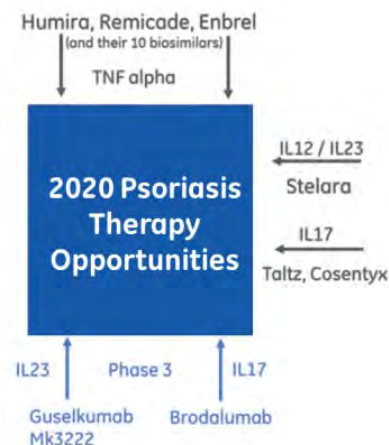 Humira, Remicade, Enbrel
(and their 10 biosimilars)
TNF alpha
2020 Psoriasis
Therapy
Opportunities
IL12 / IL23
Stelara
IL17
Taltz, Cosentyx
IL23 Phase 3 IL17
Guselkumab Brodalumab
Mk3222